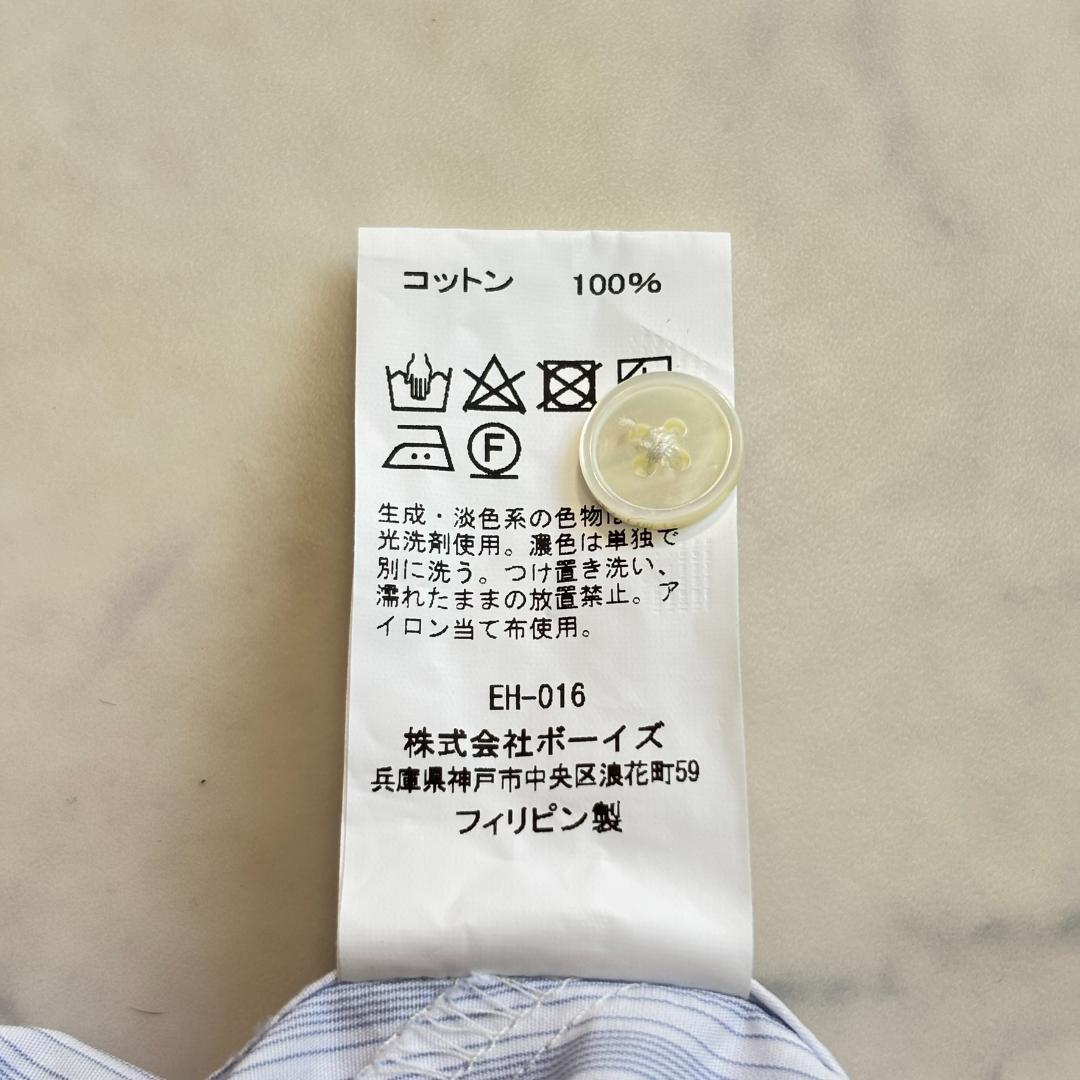 コットン 100%
F
生成・淡色系の色物
光洗剤使用。濃色は単独で
別に洗う。つけ置き洗い、
濡れたままの放置禁止。ア
イロン当て布使用。
EH-016
株式会社ボーイズ
兵庫県神戸市中央区浪花町59
フィリピン製